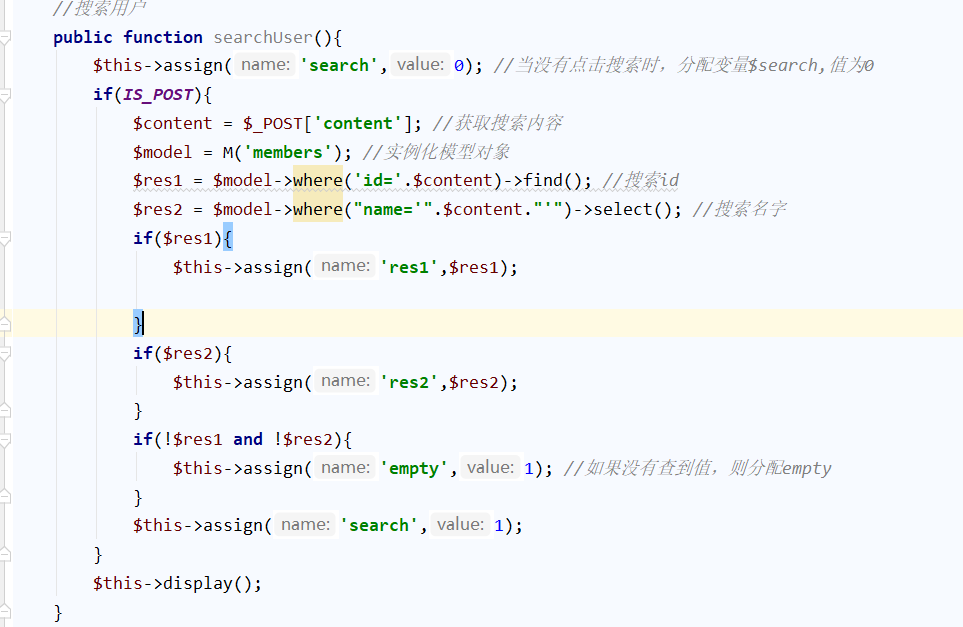 //搜索用户
public function searchUser(){
$this->assign( name: 'search', value: 0); //当没有点击搜索时，分配变量$search,值为0
if(IS_POST){
$content = $_POST['content']; //获取搜索内容
$model = M('members'); //实例化模型对象
$res1 = $model->where('id='.$content)->find(); //搜索id
$res2 = $model->where("name='".$content."'")->select(); //搜索名字
if($res1){
$this->assign( name: 'res1',$res1);
}
if($res2){
$this->assign( name: 'res2',$res2);
}
if(!$res1 and !$res2){
$this->assign( name: 'empty', value: 1); //如果没有查到值，则分配empty
}
$this->assign( name: 'search', value: 1);
}
$this->display();
}